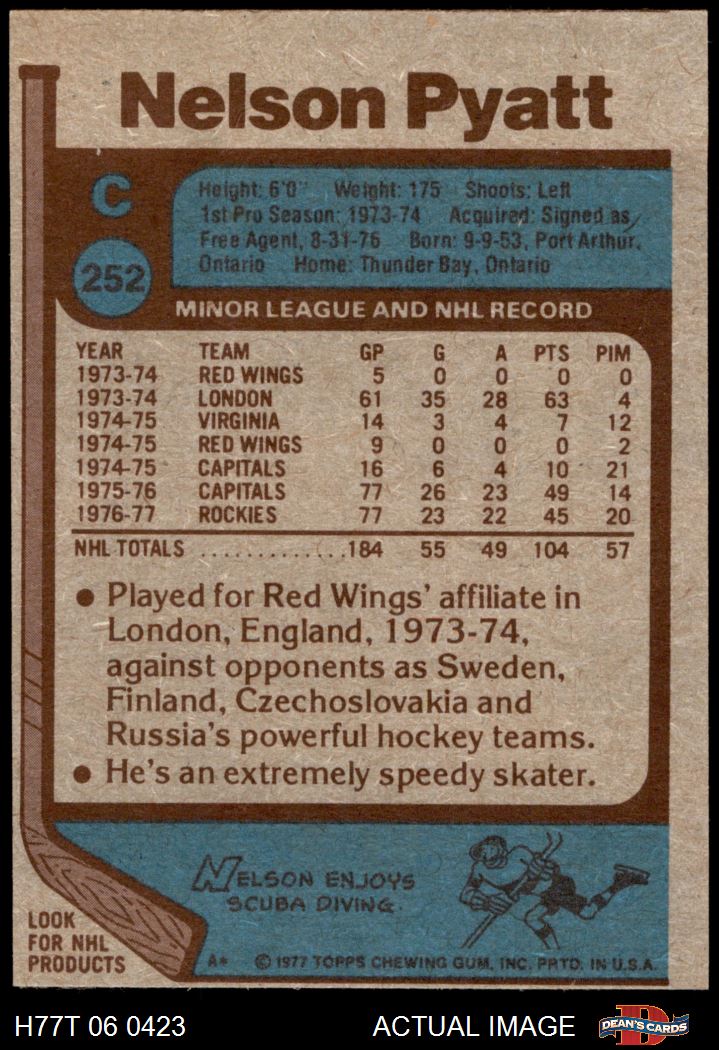 Nelson Pyatt
C
252
Height: 6'0" Weight: 175 Shoots: Left
1st Pro Season: 1973-74 Acquired: Signed as
Free Agent, 8-31-76 Born: 9-9-53, Port Arthur,
Ontario Home: Thunder Bay, Ontario
MINOR LEAGUE AND NHL RECORD
YEAR TEAM GP G A PTS PIM
1973-74 RED WINGS 5 0 0 0 0
1973-74 LONDON 61 35 28 63 4
1974-75 VIRGINIA 14 3 4 7 12
1974-75 RED WINGS 9 0 0 0 2
1974-75 CAPITALS 16 6 4 10 21
1975-76 CAPITALS 77 26 23 49 14
1976-77 ROCKIES 77 23 22 45 20
NHL TOTALS .............184 55 49 104 57
● Played for Red Wings' affiliate in
London, England, 1973-74,
against opponents as Sweden,
Finland, Czechoslovakia and
Russia's powerful hockey teams.
● He's an extremely speedy skater.
NELSON ENJOYS
SCUBA DIVING.
LOOK
FOR NHL
PRODUCTS
A* © 1977 TOPPS CHEWING GUM, INC. PRTD. IN U.S.A.
H77T 06 0423 ACTUAL IMAGE D DEAN'S CARDS